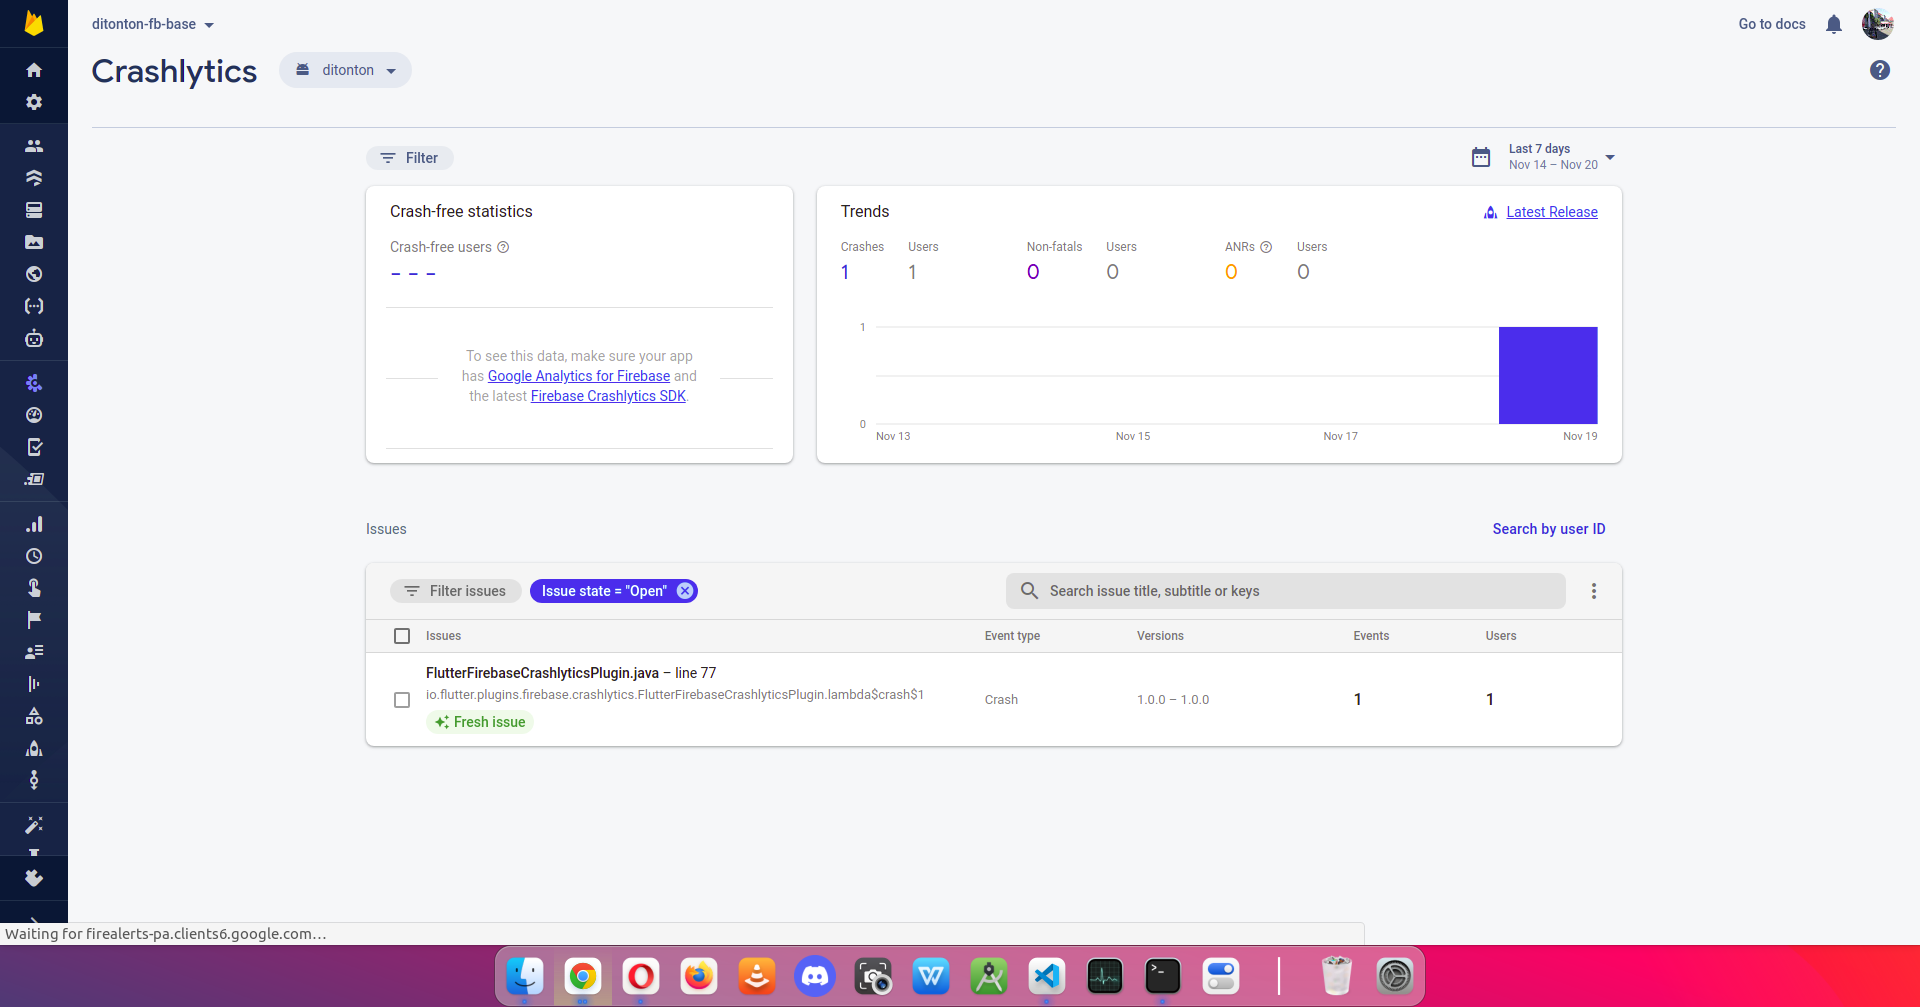 ditonton-fb-base
Go to docs
Crashlytics
ditonton
Filter
Last 7 days
Nov 14 – Nov 20
Crash-free statistics
Crash-free users
- - -
To see this data, make sure your app
has Google Analytics for Firebase and
the latest Firebase Crashlytics SDK.
Trends
Latest Release
Crashes Users Non-fatals Users ANRs Users
1 1 0 0 0 0
1
0
Nov 13 Nov 15 Nov 17 Nov 19
Issues
Search by user ID
Filter issues
Issue state = "Open"
Search issue title, subtitle or keys
Issues Event type Versions Events Users
FlutterFirebaseCrashlyticsPlugin.java – line 77
io.flutter.plugins.firebase.crashlytics.FlutterFirebaseCrashlyticsPlugin.lambda$crash$1
Crash 1.0.0 – 1.0.0 1 1
Fresh issue
Waiting for firealerts-pa.clients6.google.com…